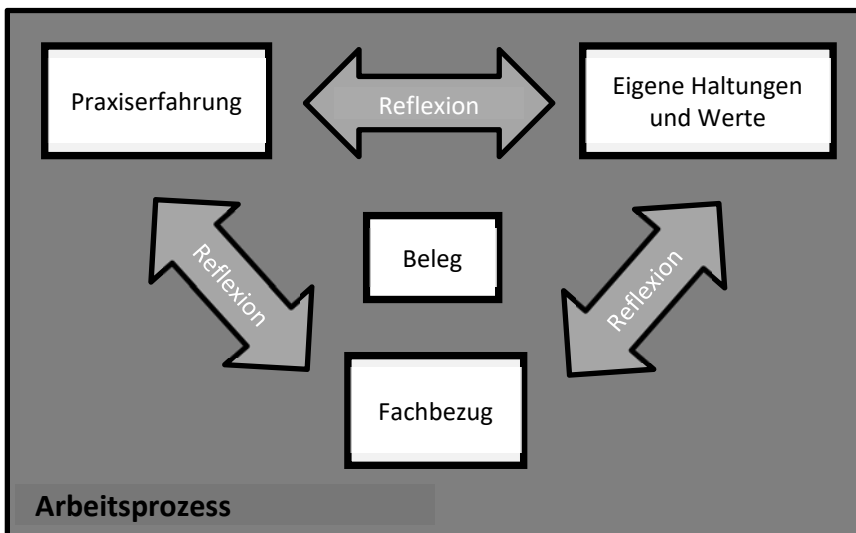 Praxiserfahrung
Reflexion
Eigene Haltungen
und Werte
Reflexion
Beleg
Reflexion
Fachbezug
Arbeitsprozess